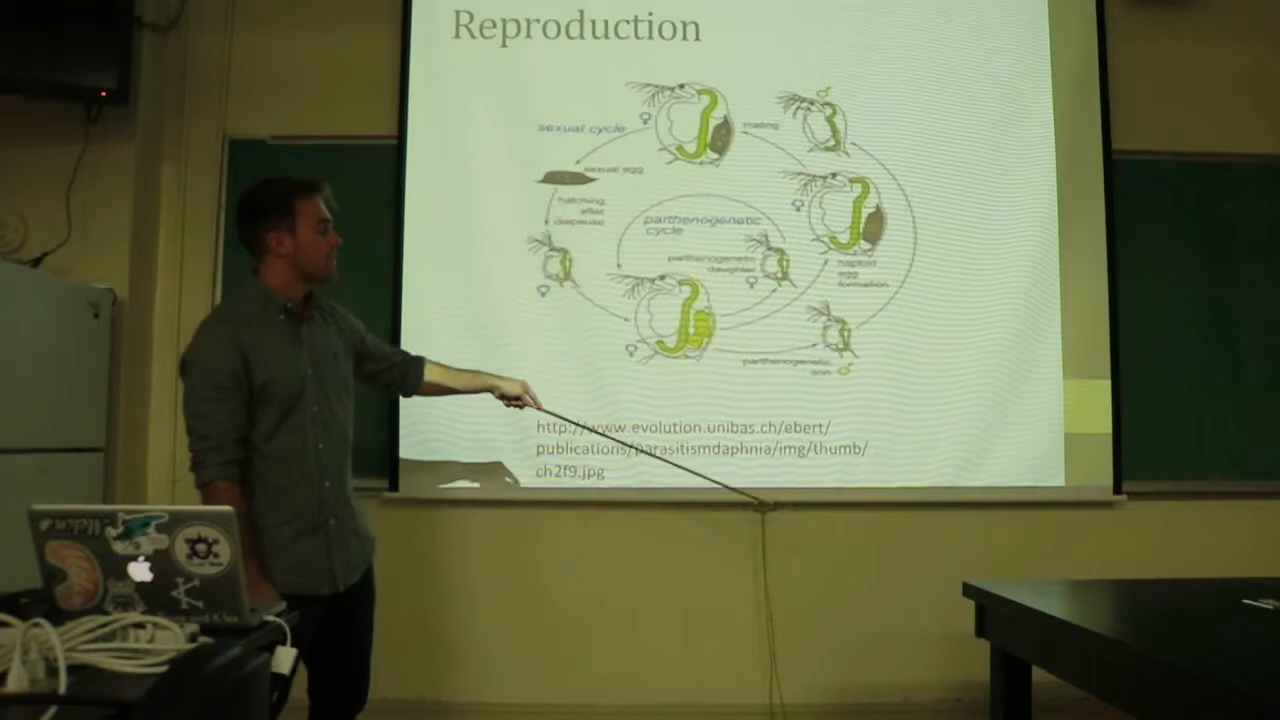 Reproduction
♂
♀
sexual cycle
mating
sexual egg
hatching
after
diapause
♀
parthenogenetic
cycle
parthenogenetic
daughter
♀
haploid
egg
formation
♀
♀
parthenogenetic
son ♂
http://www.evolution.unibas.ch/ebert/
publications/parasitismdaphnia/img/thumb/
ch2f9.jpg